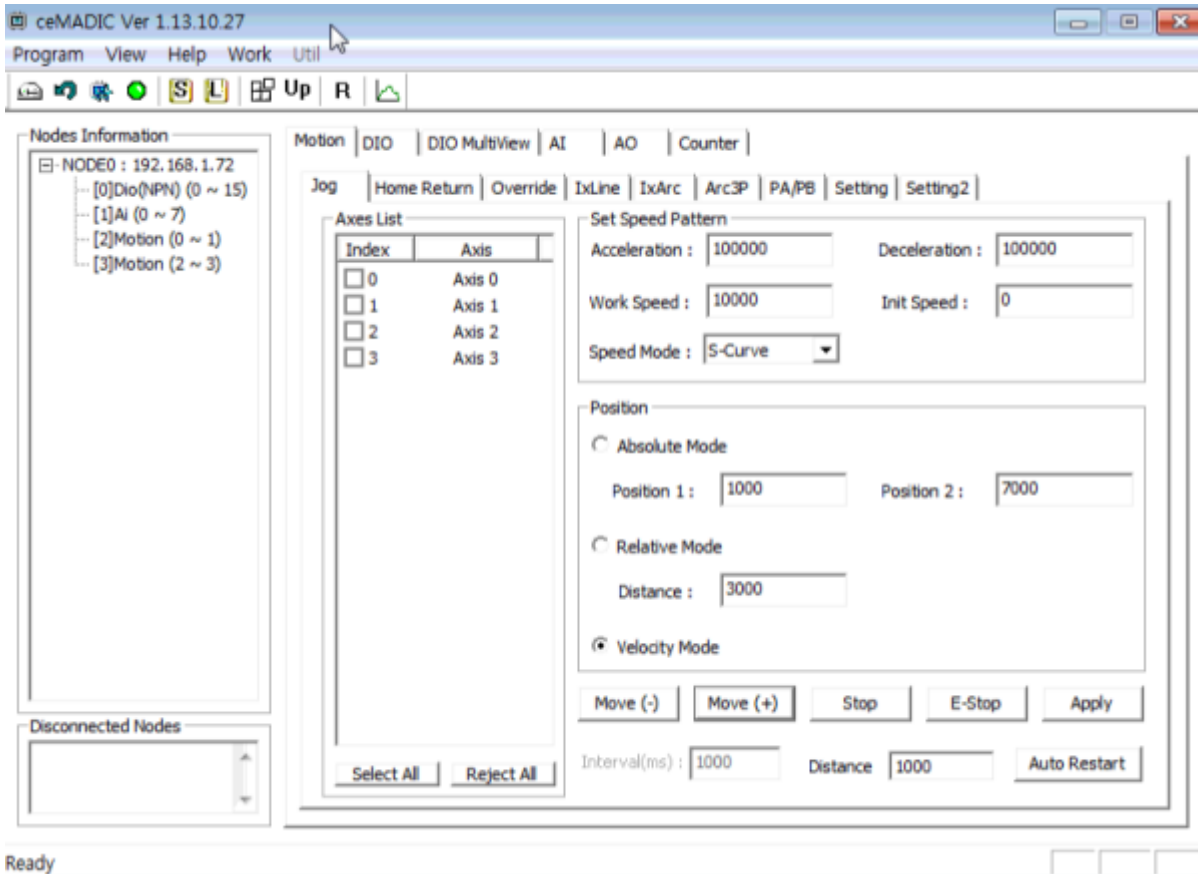 ceMADIC Ver 1.13.10.27
Program View Help Work Util
S L Up R
Nodes Information
NODE0 : 192.168.1.72
[0]Dio(NPN) (0 ~ 15)
[1]Ai (0 ~ 7)
[2]Motion (0 ~ 1)
[3]Motion (2 ~ 3)
Disconnected Nodes
Motion DIO DIO MultiView AI AO Counter
Jog Home Return Override IxLine IxArc Arc3P PA/PB Setting Setting2
Axes List
Index Axis
0 Axis 0
1 Axis 1
2 Axis 2
3 Axis 3
Select All Reject All
Set Speed Pattern
Acceleration : 100000 Deceleration : 100000
Work Speed : 10000 Init Speed : 0
Speed Mode : S-Curve
Position
Absolute Mode
Position 1 : 1000 Position 2 : 7000
Relative Mode
Distance : 3000
Velocity Mode
Move (-) Move (+) Stop E-Stop Apply
Interval(ms) : 1000 Distance 1000 Auto Restart
Ready